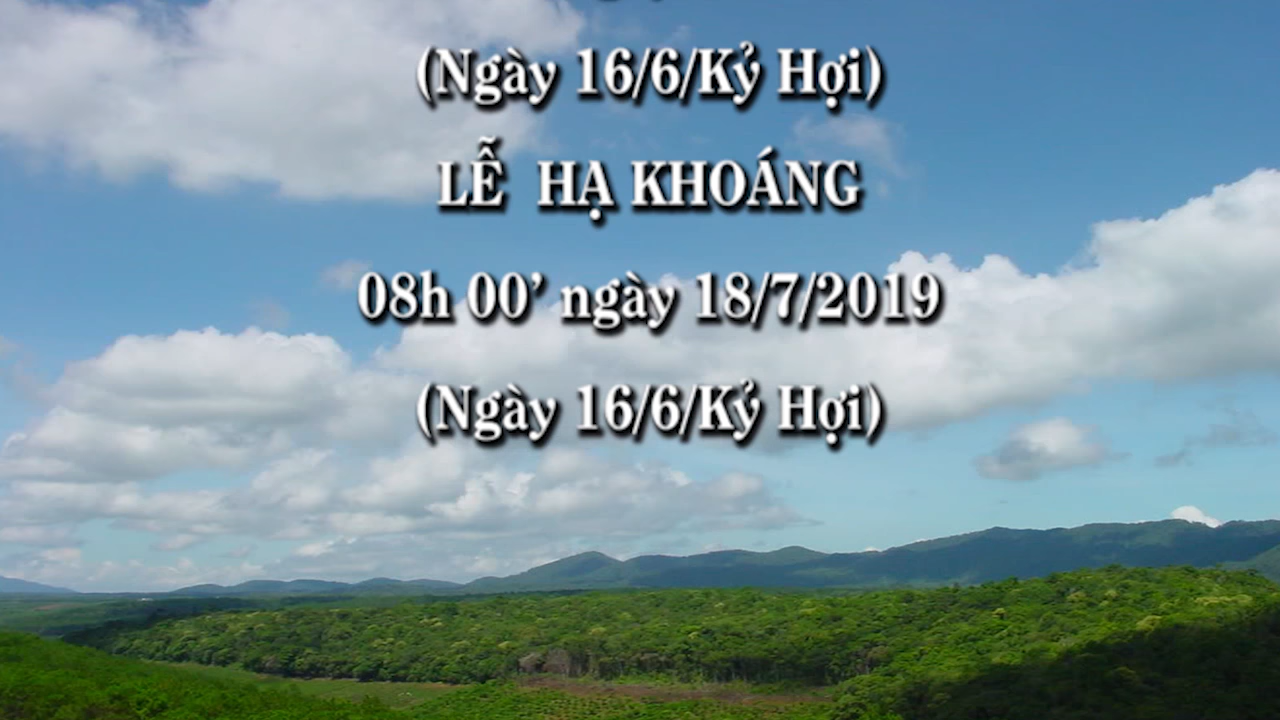 (Ngày 16/6/Kỷ Hợi)
LỄ HẠ KHOÁNG
08h 00’ ngày 18/7/2019
(Ngày 16/6/Kỷ Hợi)